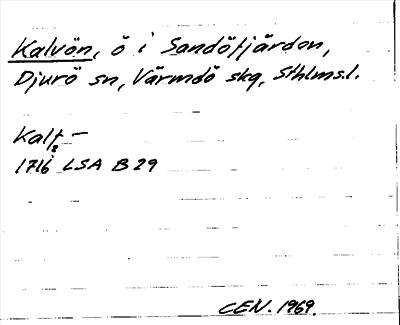 Kalvön, ö i Sandöfjärden,
Djurö sn, Värmdö skg, Sthlms l.
Kalf –
1716 LSA B 29
CEN. 1969.